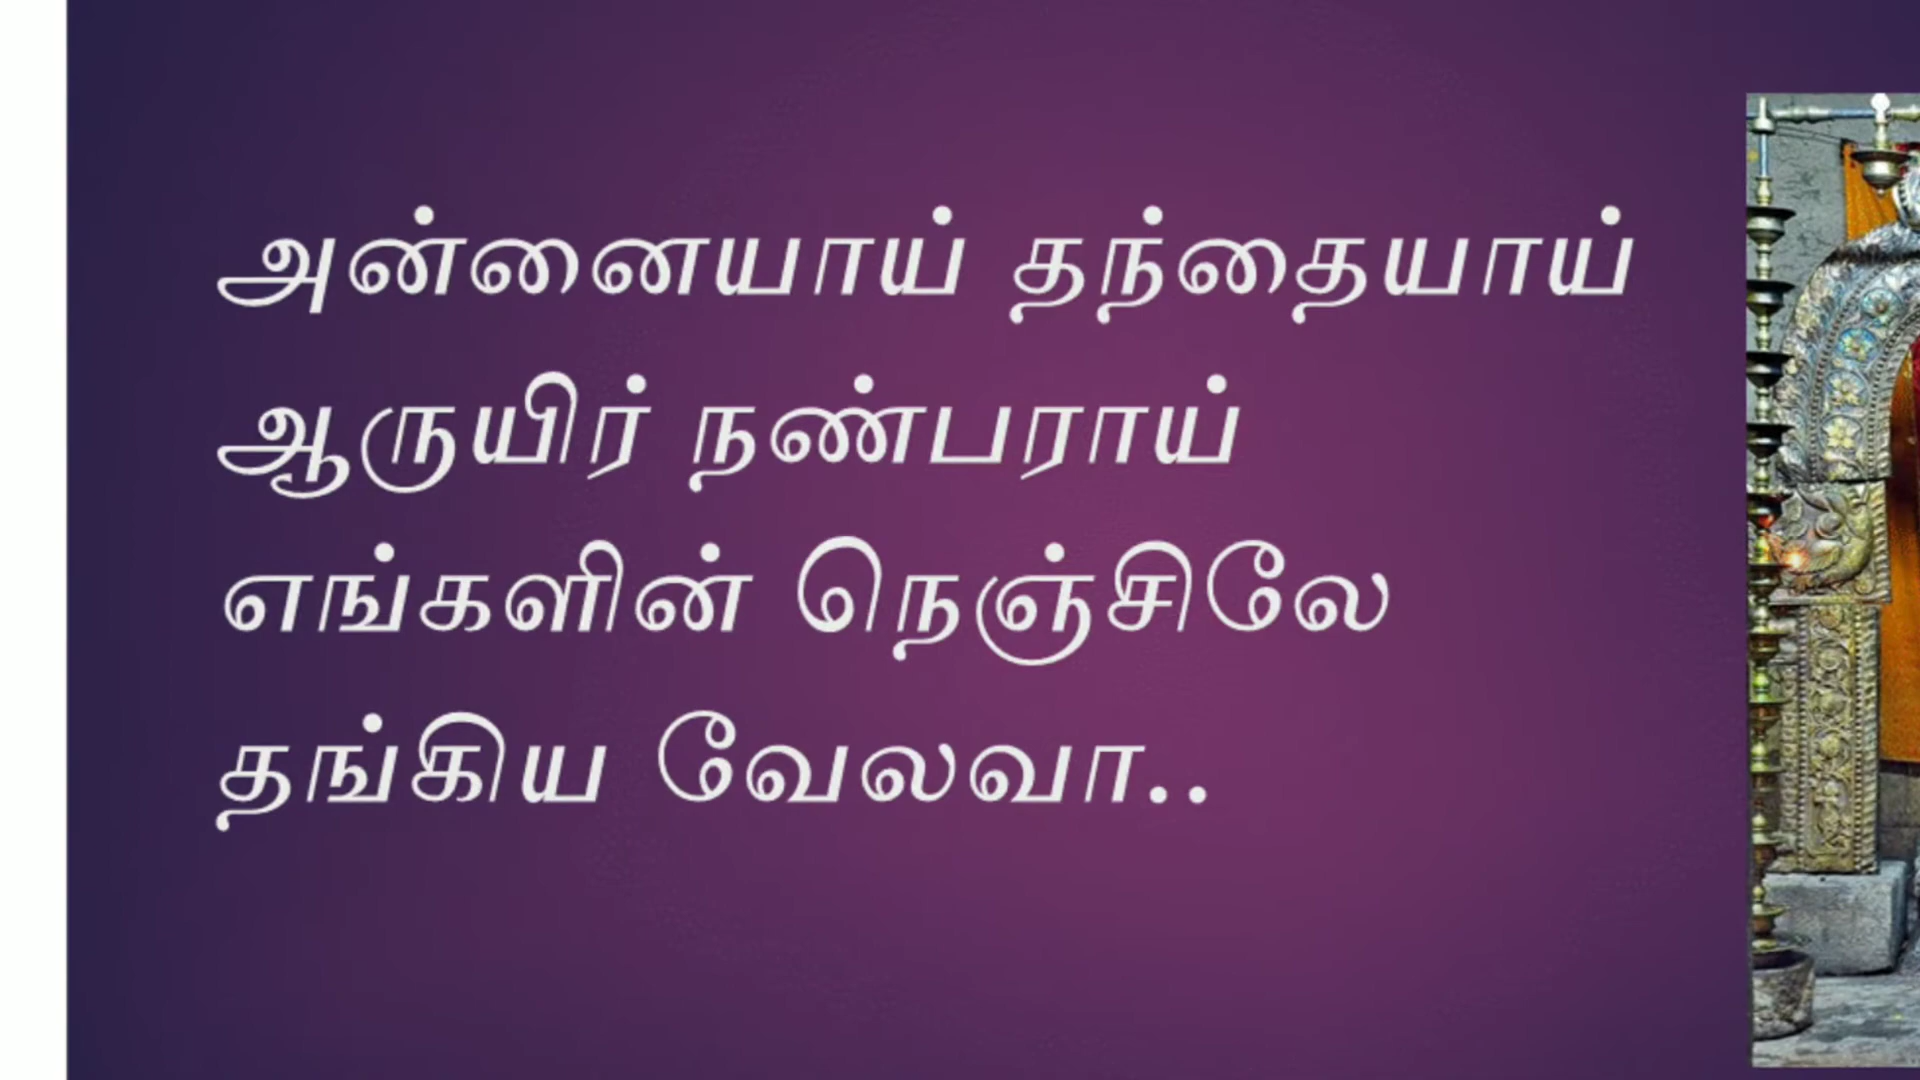 அன்னையாய் தந்தையாய்
ஆருயிர் நண்பராய்
எங்களின் நெஞ்சிலே
தங்கிய வேலவா..